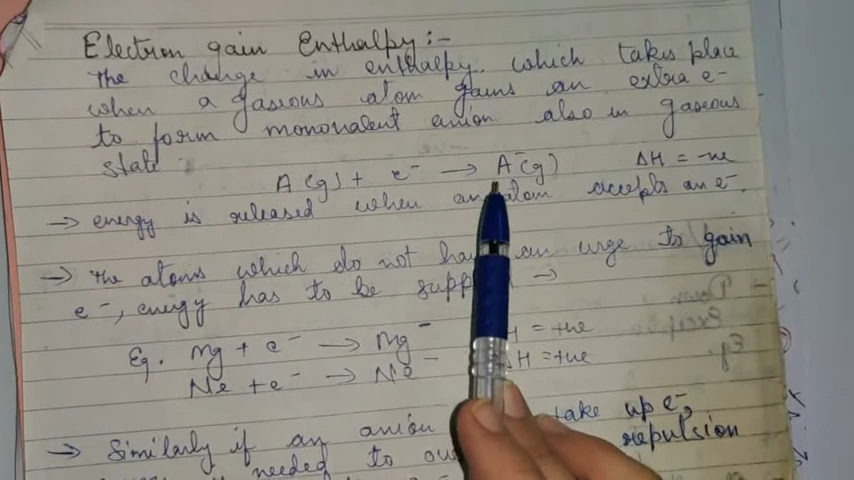 Electron gain Enthalpy :-
The change in enthalpy. which takes place
when a gaseous atom gains an extra e-
to form monovalent anion also in gaseous
state
A (g) + e⁻ → A⁻(g) ΔH = -ve
→ energy is released when an atom accepts an e⁻.
→ The atoms which do not have an urge to gain
e⁻, energy has to be →
Eg. Mg + e⁻ → Mg⁻ H = +ve
Ne + e⁻ → Ne⁻ ΔH = +ve
→ Similarly if an anion take up e⁻,
needed to repulsion